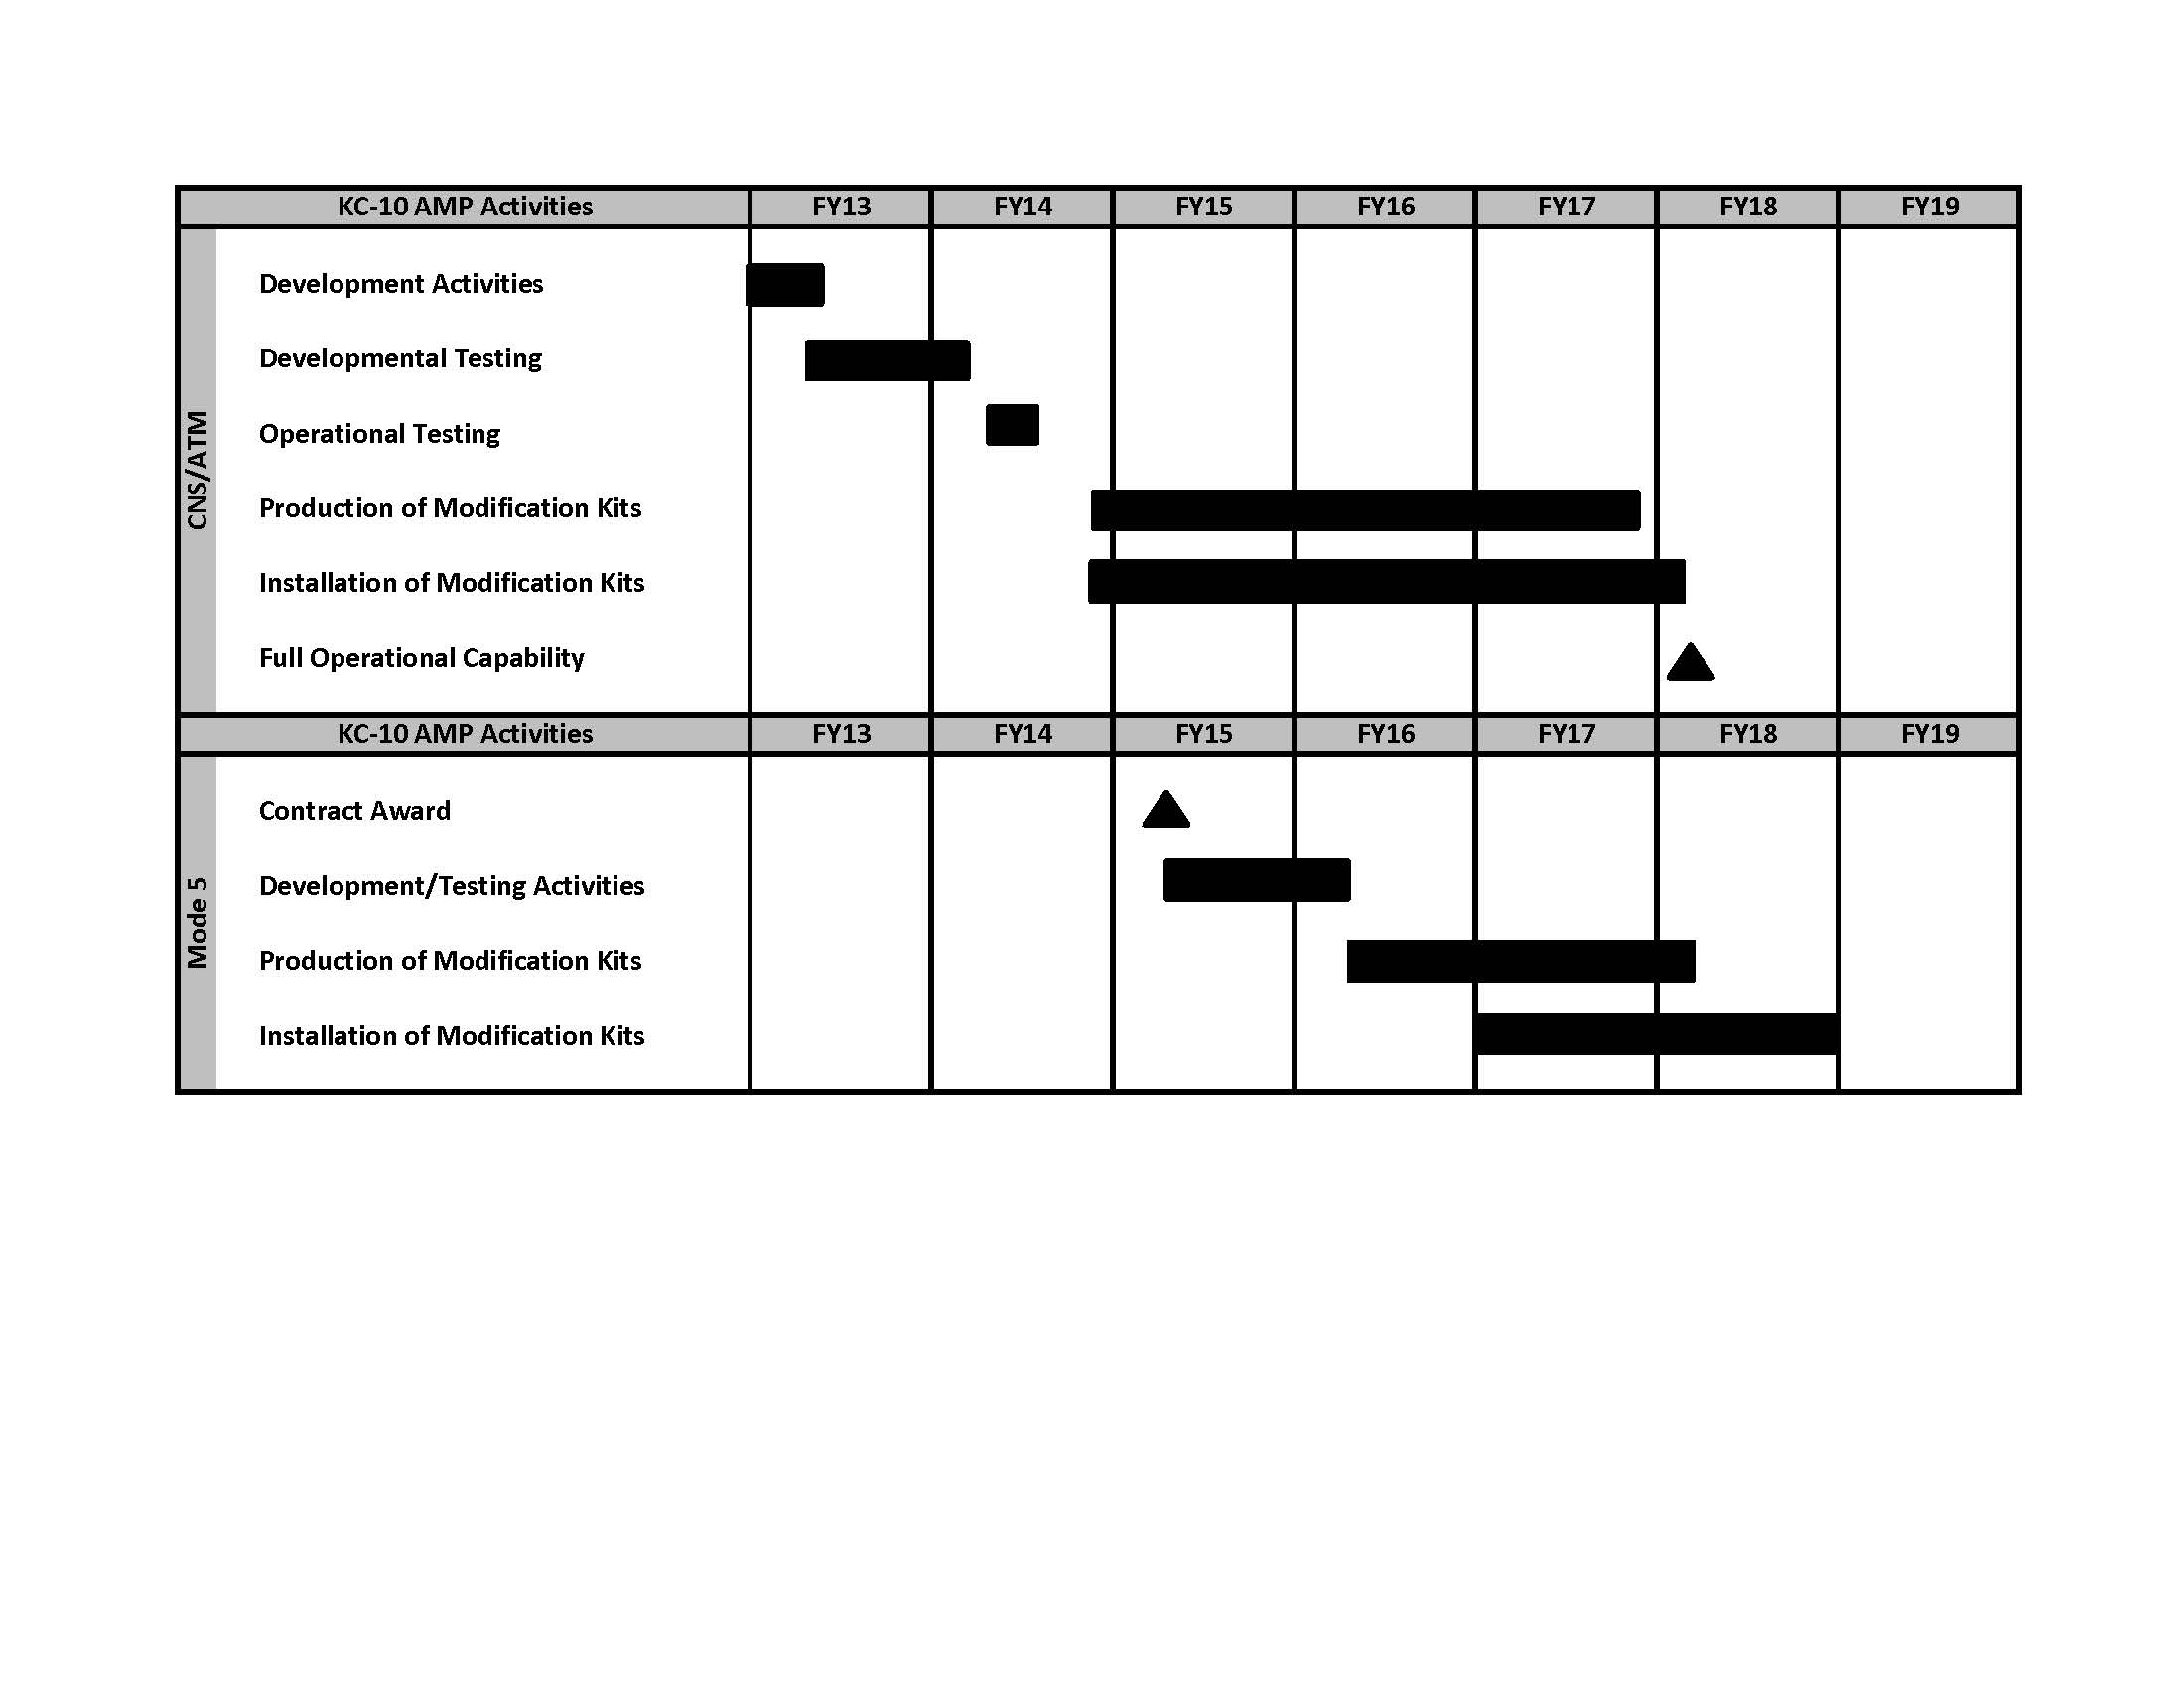 KC-10 AMP Activities FY13 FY14 FY15 FY16 FY17 FY18 FY19
CNS/ATM
Development Activities
Developmental Testing
Operational Testing
Production of Modification Kits
Installation of Modification Kits
Full Operational Capability
KC-10 AMP Activities FY13 FY14 FY15 FY16 FY17 FY18 FY19
Mode 5
Contract Award
Development/Testing Activities
Production of Modification Kits
Installation of Modification Kits